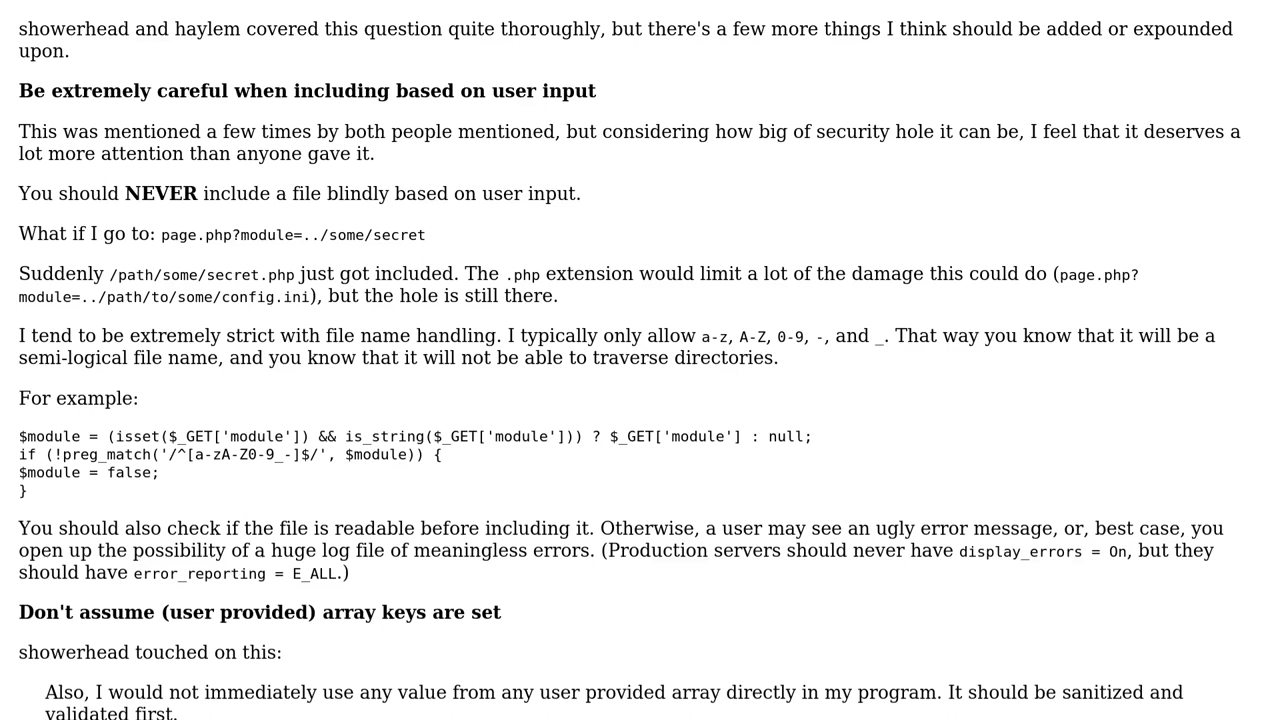 showerhead and haylem covered this question quite thoroughly, but there's a few more things I think should be added or expounded
upon.
Be extremely careful when including based on user input
This was mentioned a few times by both people mentioned, but considering how big of security hole it can be, I feel that it deserves a
lot more attention than anyone gave it.
You should NEVER include a file blindly based on user input.
What if I go to: page.php?module=../some/secret
Suddenly /path/some/secret.php just got included. The .php extension would limit a lot of the damage this could do (page.php?
module=../path/to/some/config.ini), but the hole is still there.
I tend to be extremely strict with file name handling. I typically only allow a-z, A-Z, 0-9, -, and _. That way you know that it will be a
semi-logical file name, and you know that it will not be able to traverse directories.
For example:
$module = (isset($_GET['module']) && is_string($_GET['module'])) ? $_GET['module'] : null;
if (!preg_match('/^[a-zA-Z0-9_-]$/', $module)) {
$module = false;
}
You should also check if the file is readable before including it. Otherwise, a user may see an ugly error message, or, best case, you
open up the possibility of a huge log file of meaningless errors. (Production servers should never have display_errors = On, but they
should have error_reporting = E_ALL.)
Don't assume (user provided) array keys are set
showerhead touched on this:
Also, I would not immediately use any value from any user provided array directly in my program. It should be sanitized and
validated first.